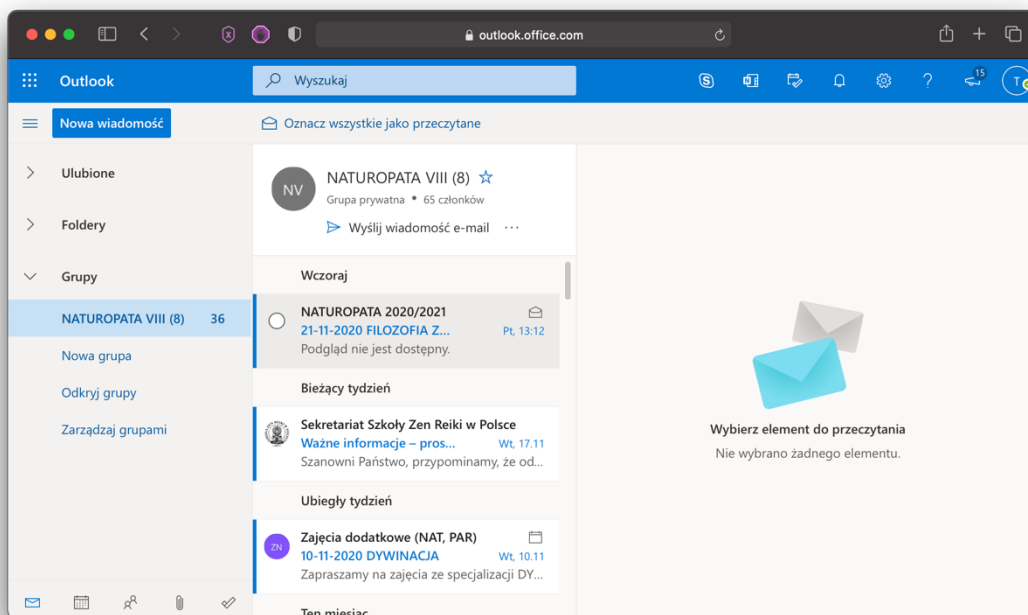 outlook.office.com
Outlook
Wyszukaj
15
T
Nowa wiadomość
Oznacz wszystkie jako przeczytane
Ulubione
Foldery
Grupy
NATUROPATA VIII (8) 36
Nowa grupa
Odkryj grupy
Zarządzaj grupami
NV
NATUROPATA VIII (8)
Grupa prywatna • 65 członków
Wyślij wiadomość e-mail ...
Wczoraj
NATUROPATA 2020/2021
21-11-2020 FILOZOFIA Z... Pt, 13:12
Podgląd nie jest dostępny.
Bieżący tydzień
Sekretariat Szkoły Zen Reiki w Polsce
Ważne informacje – pros... Wt, 17.11
Szanowni Państwo, przypominamy, że od...
Ubiegły tydzień
ZN
Zajęcia dodatkowe (NAT, PAR)
10-11-2020 DYWINACJA Wt, 10.11
Zapraszamy na zajęcia ze specjalizacji DY...
Ten miesiąc
Wybierz element do przeczytania
Nie wybrano żadnego elementu.